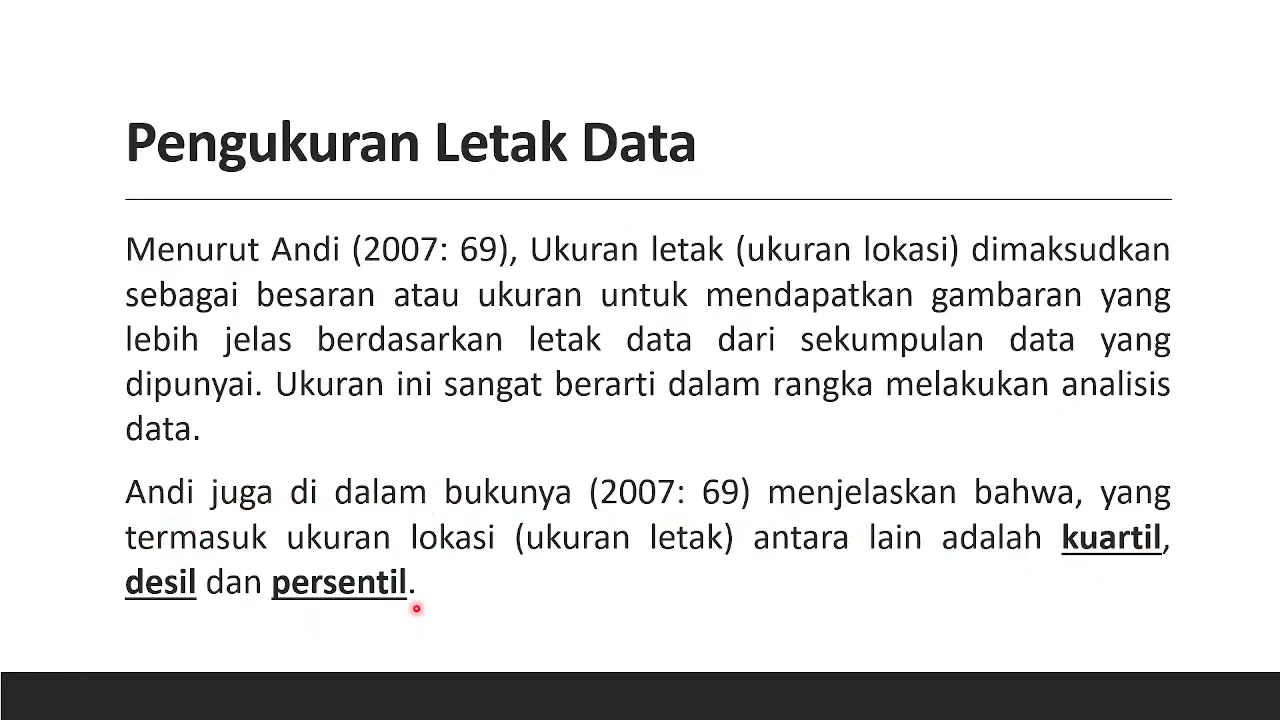 Pengukuran Letak Data
Menurut Andi (2007: 69), Ukuran letak (ukuran lokasi) dimaksudkan
sebagai besaran atau ukuran untuk mendapatkan gambaran yang
lebih jelas berdasarkan letak data dari sekumpulan data yang
dipunyai. Ukuran ini sangat berarti dalam rangka melakukan analisis
data.
Andi juga di dalam bukunya (2007: 69) menjelaskan bahwa, yang
termasuk ukuran lokasi (ukuran letak) antara lain adalah kuartil,
desil dan persentil.